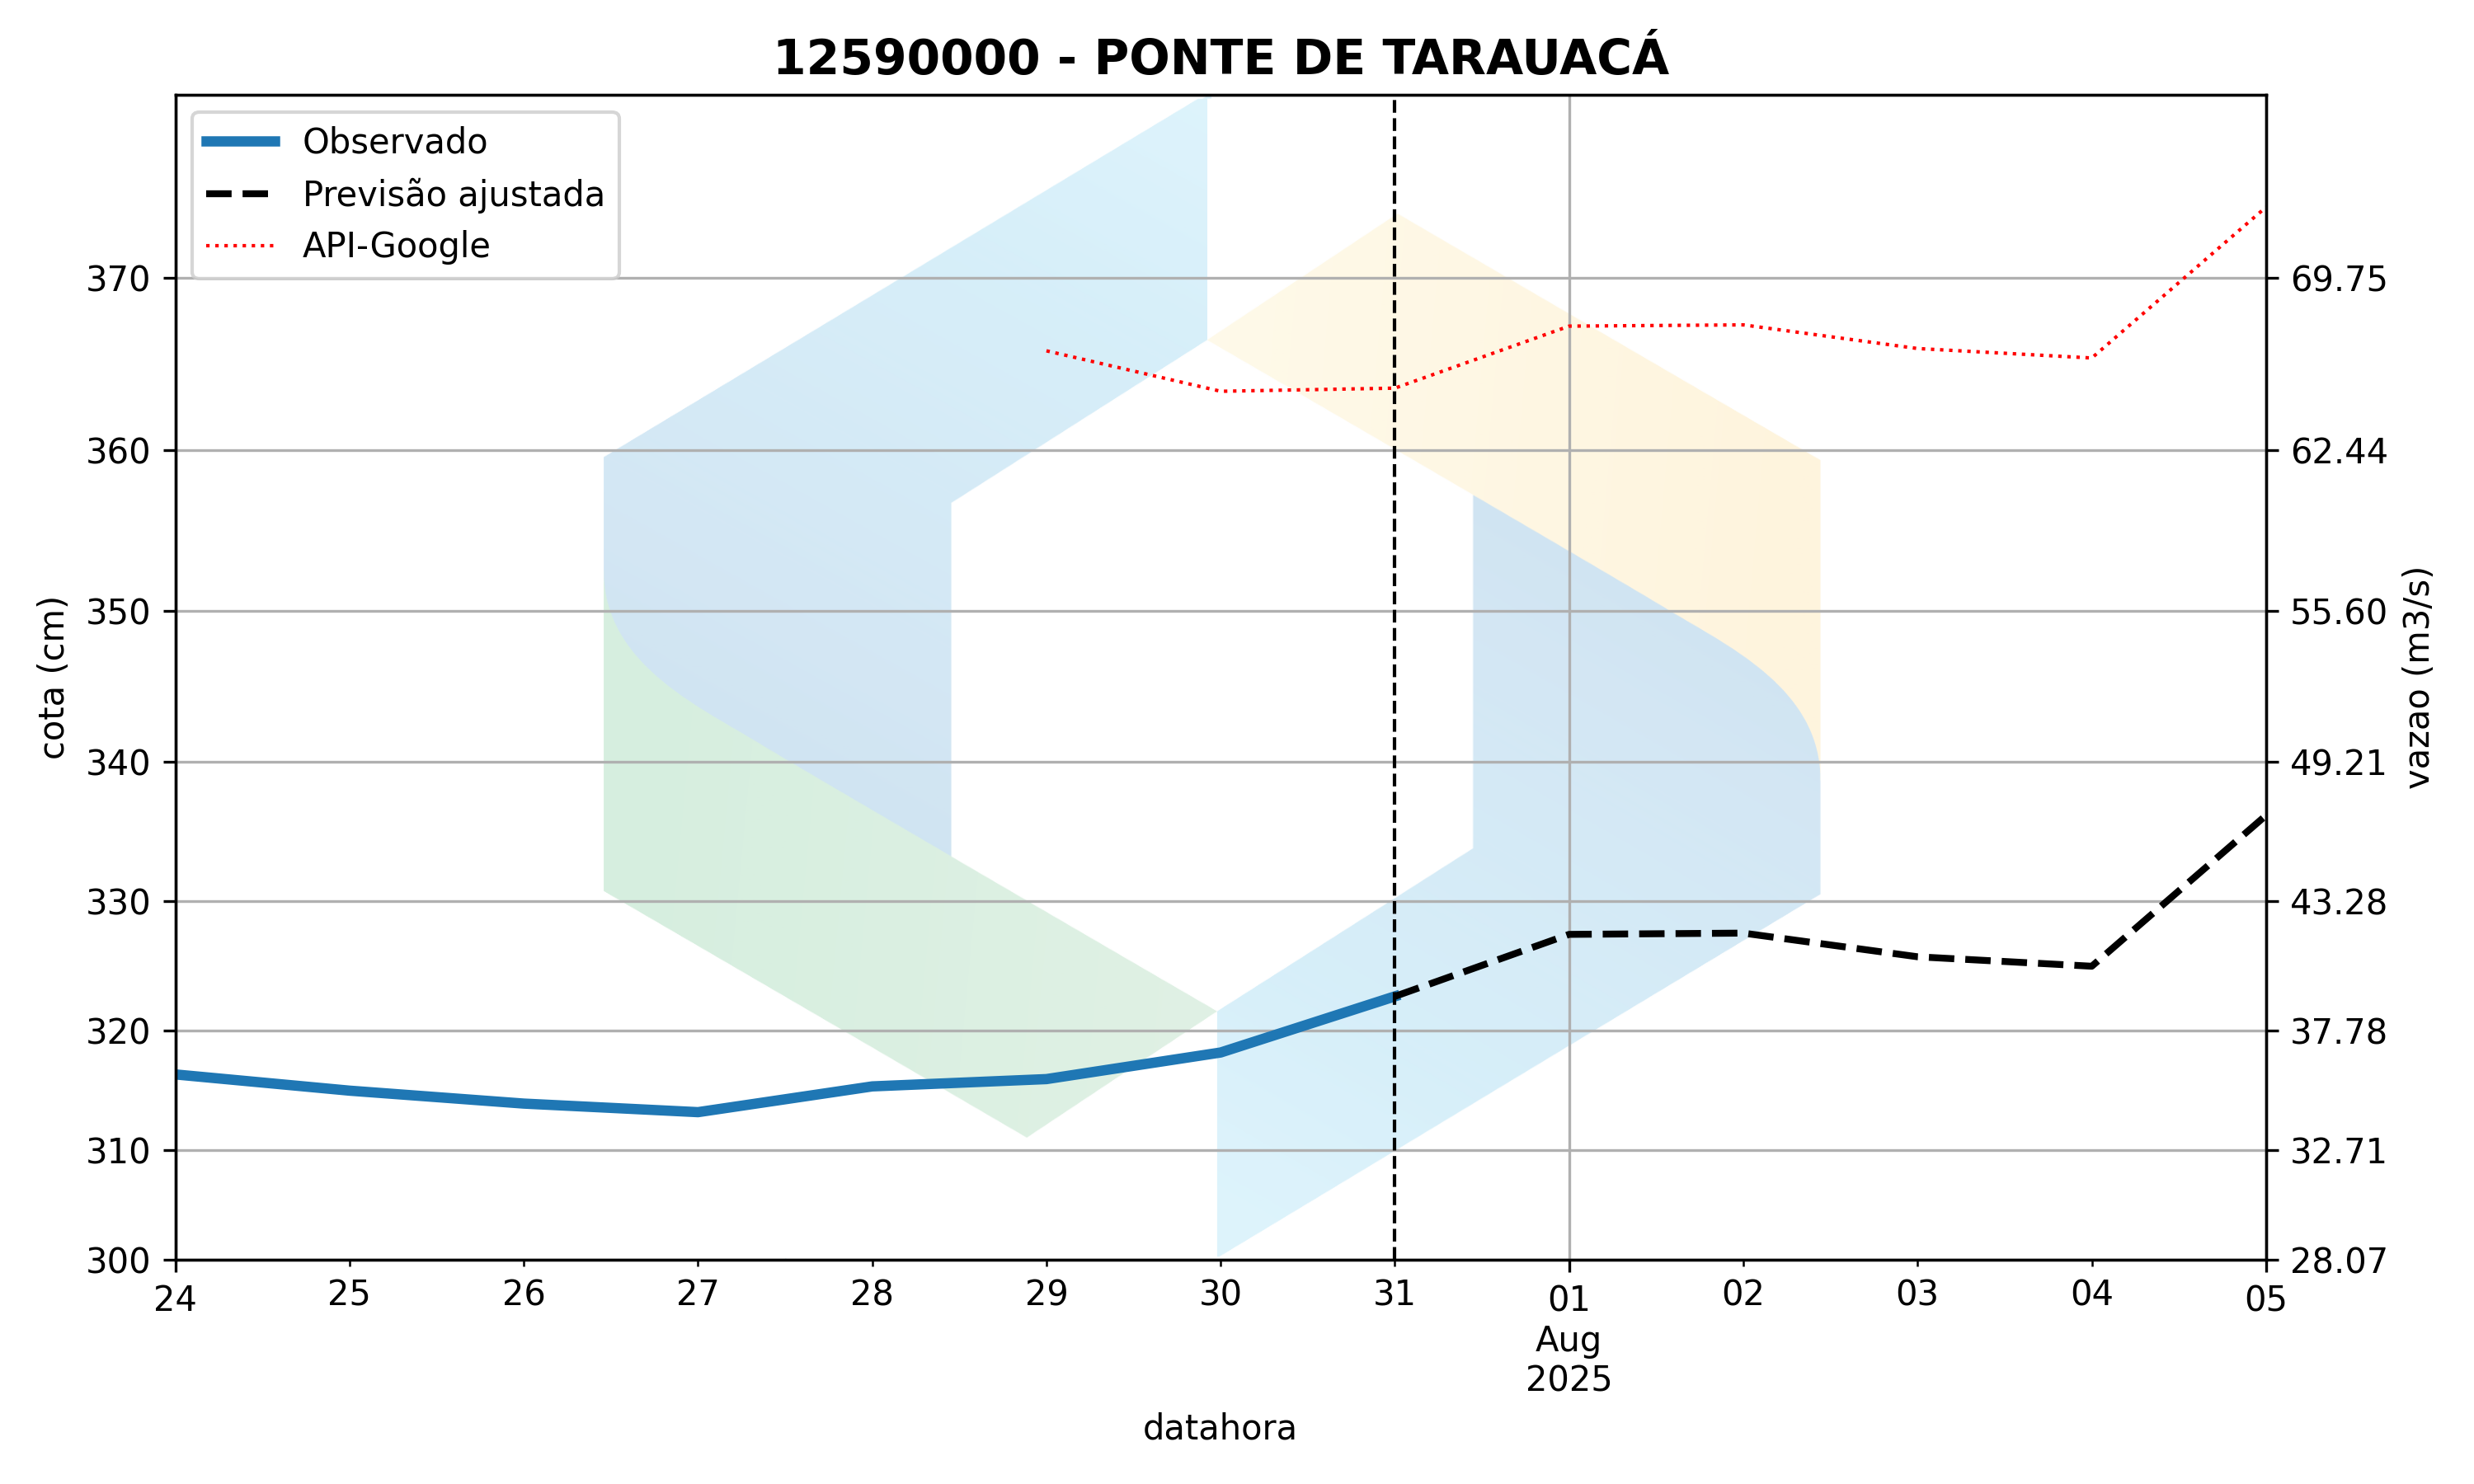 12590000 - PONTE DE TARAUACÁ
Observado
Previsão ajustada
API-Google
370
360
350
340
330
320
310
300
cota (cm)
69.75
62.44
55.60
49.21
43.28
37.78
32.71
28.07
vazao (m3/s)
24 25 26 27 28 29 30 31 01 02 03 04 05
Aug
2025
datahora